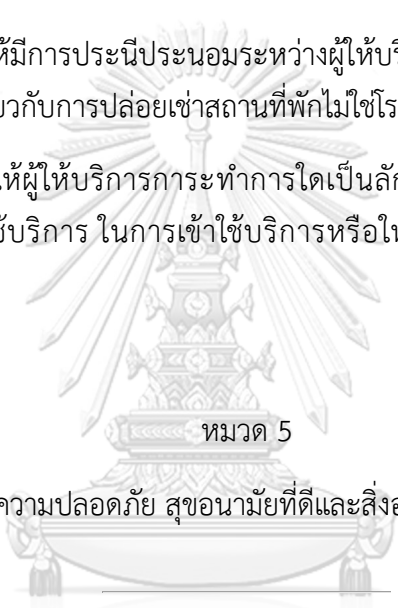 ห้มีการประนีประนอมระหว่างผู้ให้บริ
ยวกับการปล่อยเช่าสถานที่พักไม่ใช่โร
ให้ผู้ให้บริการการะทำการใดเป็นลัก
ช้บริการ ในการเข้าใช้บริการหรือให
หมวด 5
ความปลอดภัย สุขอนามัยที่ดีและสิ่งอ